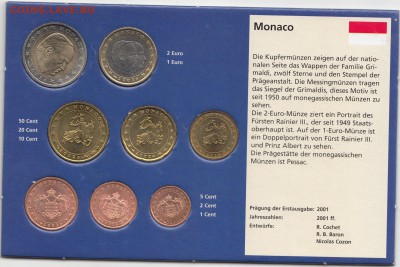 Monaco
2 Euro
1 Euro
50 Cent
20 Cent
10 Cent
MONACO
MONACO
MONACO
5 Cent
2 Cent
1 Cent
Die Kupfermünzen zeigen auf der natio-
nalen Seite das Wappen der Familie Gri-
maldi, zwölf Sterne und den Stempel der
Prägeanstalt. Die Messingmünzen tragen
das Siegel der Grimaldis, dieses Motiv ist
seit 1950 auf monegassischen Münzen zu
sehen.
Die 2-Euro-Münze ziert ein Portrait des
Fürsten Rainier III., der seit 1949 Staats-
oberhaupt ist. Auf der 1-Euro-Münze ist
ein Doppelportrait von Fürst Rainier III.
und Prinz Albert zu sehen.
Die Prägestätte der monegassischen
Münzen ist Pessac.
Prägung der Erstausgabe: 2001
Jahreszahlen: 2001 ff.
Entwürfe: R. Cochet
R. B. Baron
Nicolas Cozon